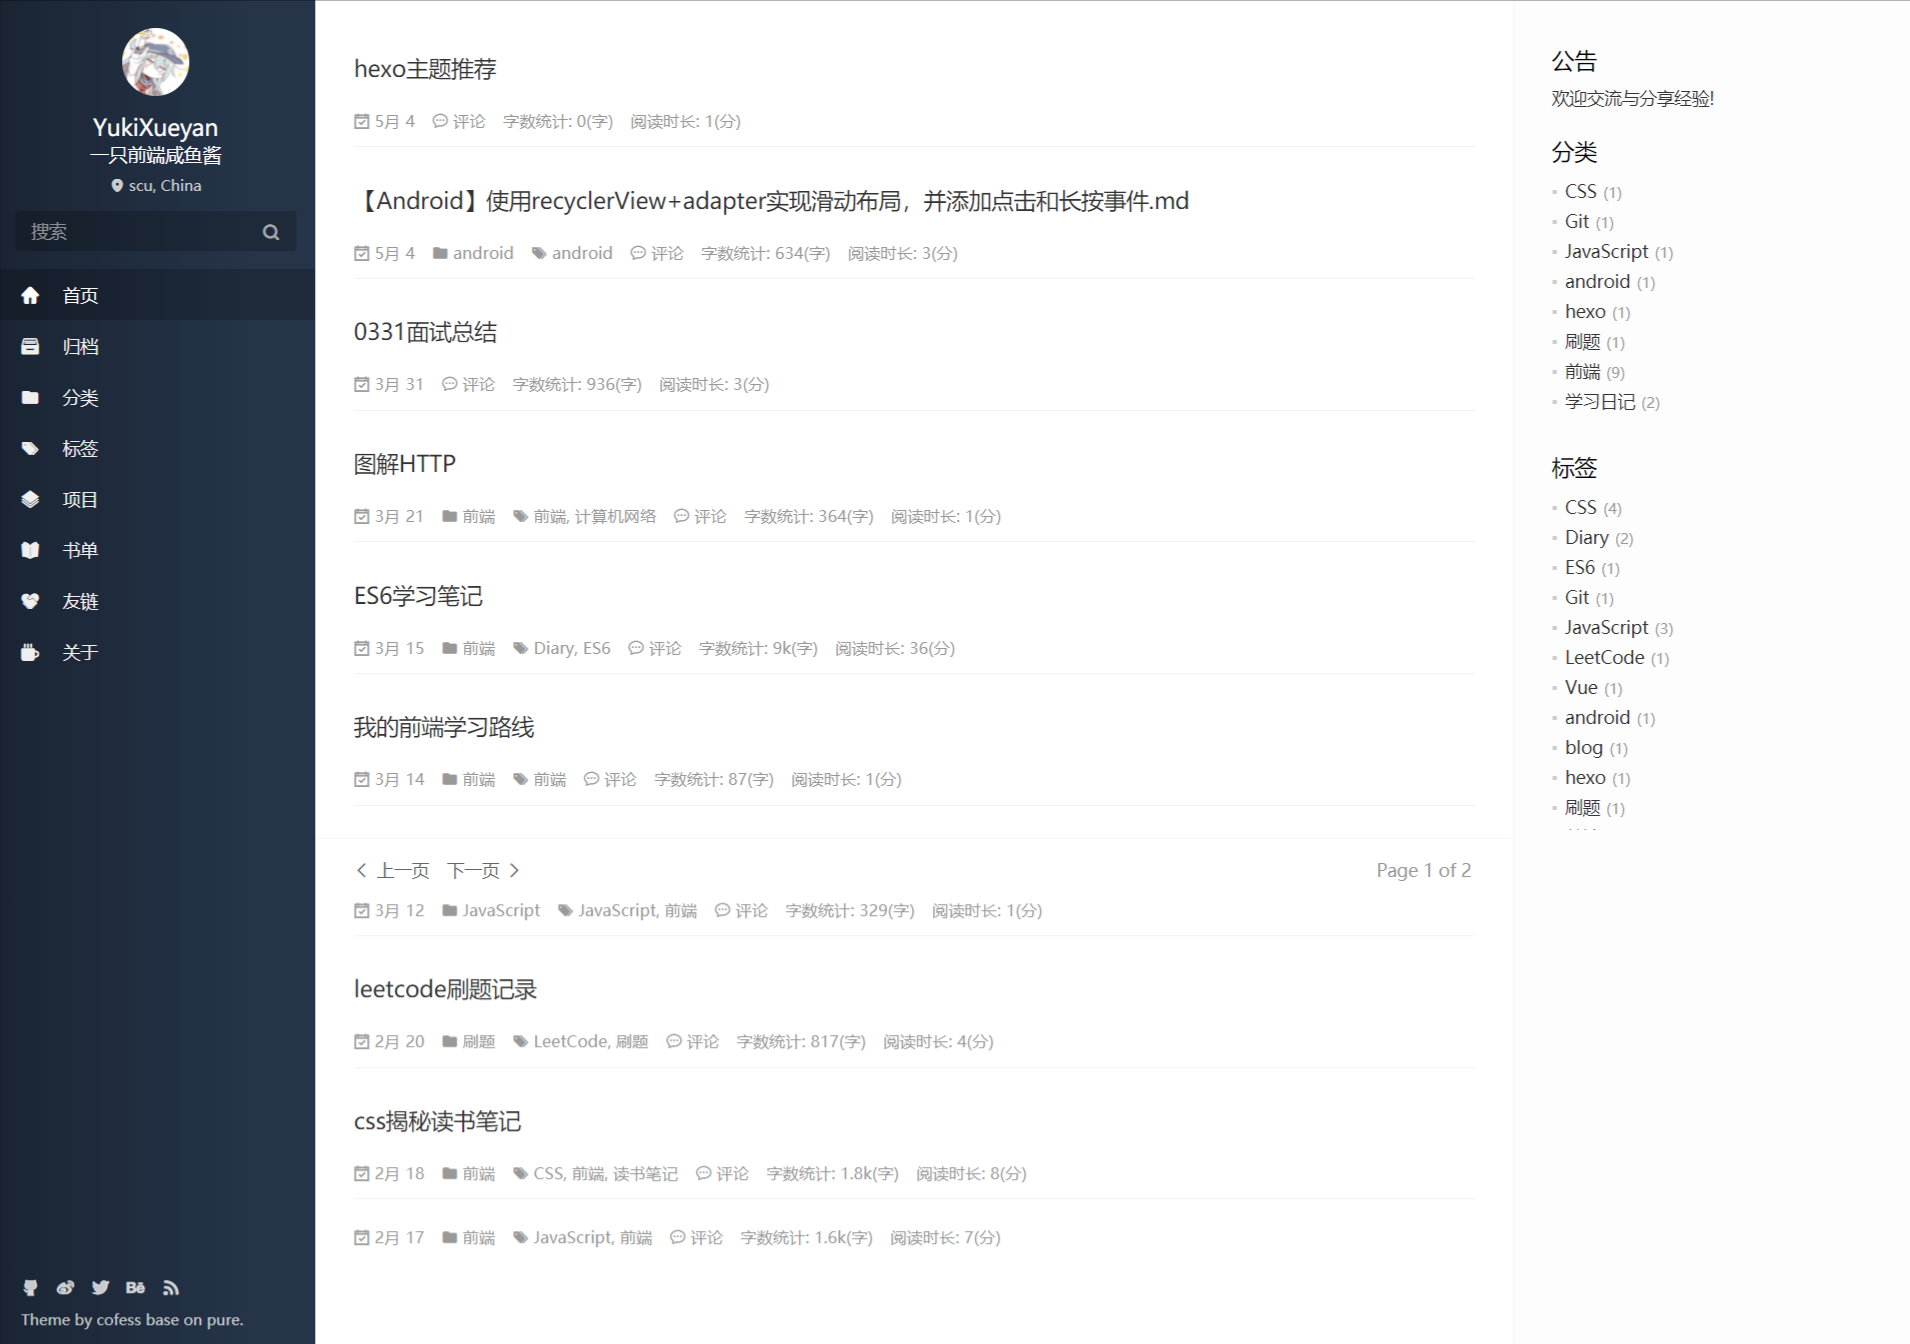 YukiXueyan
一只前端咸鱼酱
scu, China
搜索
首页
归档
分类
标签
项目
书单
友链
关于
Theme by cofess base on pure.
hexo主题推荐
5月 4 评论 字数统计: 0(字) 阅读时长: 1(分)
【Android】使用recyclerView+adapter实现滑动布局，并添加点击和长按事件.md
5月 4 android android 评论 字数统计: 634(字) 阅读时长: 3(分)
0331面试总结
3月 31 评论 字数统计: 936(字) 阅读时长: 3(分)
图解HTTP
3月 21 前端 前端, 计算机网络 评论 字数统计: 364(字) 阅读时长: 1(分)
ES6学习笔记
3月 15 前端 Diary, ES6 评论 字数统计: 9k(字) 阅读时长: 36(分)
我的前端学习路线
3月 14 前端 前端 评论 字数统计: 87(字) 阅读时长: 1(分)
上一页 下一页 Page 1 of 2
3月 12 JavaScript JavaScript, 前端 评论 字数统计: 329(字) 阅读时长: 1(分)
leetcode刷题记录
2月 20 刷题 LeetCode, 刷题 评论 字数统计: 817(字) 阅读时长: 4(分)
css揭秘读书笔记
2月 18 前端 CSS, 前端, 读书笔记 评论 字数统计: 1.8k(字) 阅读时长: 8(分)
2月 17 前端 JavaScript, 前端 评论 字数统计: 1.6k(字) 阅读时长: 7(分)
公告
欢迎交流与分享经验!
分类
CSS (1)
Git (1)
JavaScript (1)
android (1)
hexo (1)
刷题 (1)
前端 (9)
学习日记 (2)
标签
CSS (4)
Diary (2)
ES6 (1)
Git (1)
JavaScript (3)
LeetCode (1)
Vue (1)
android (1)
blog (1)
hexo (1)
刷题 (1)